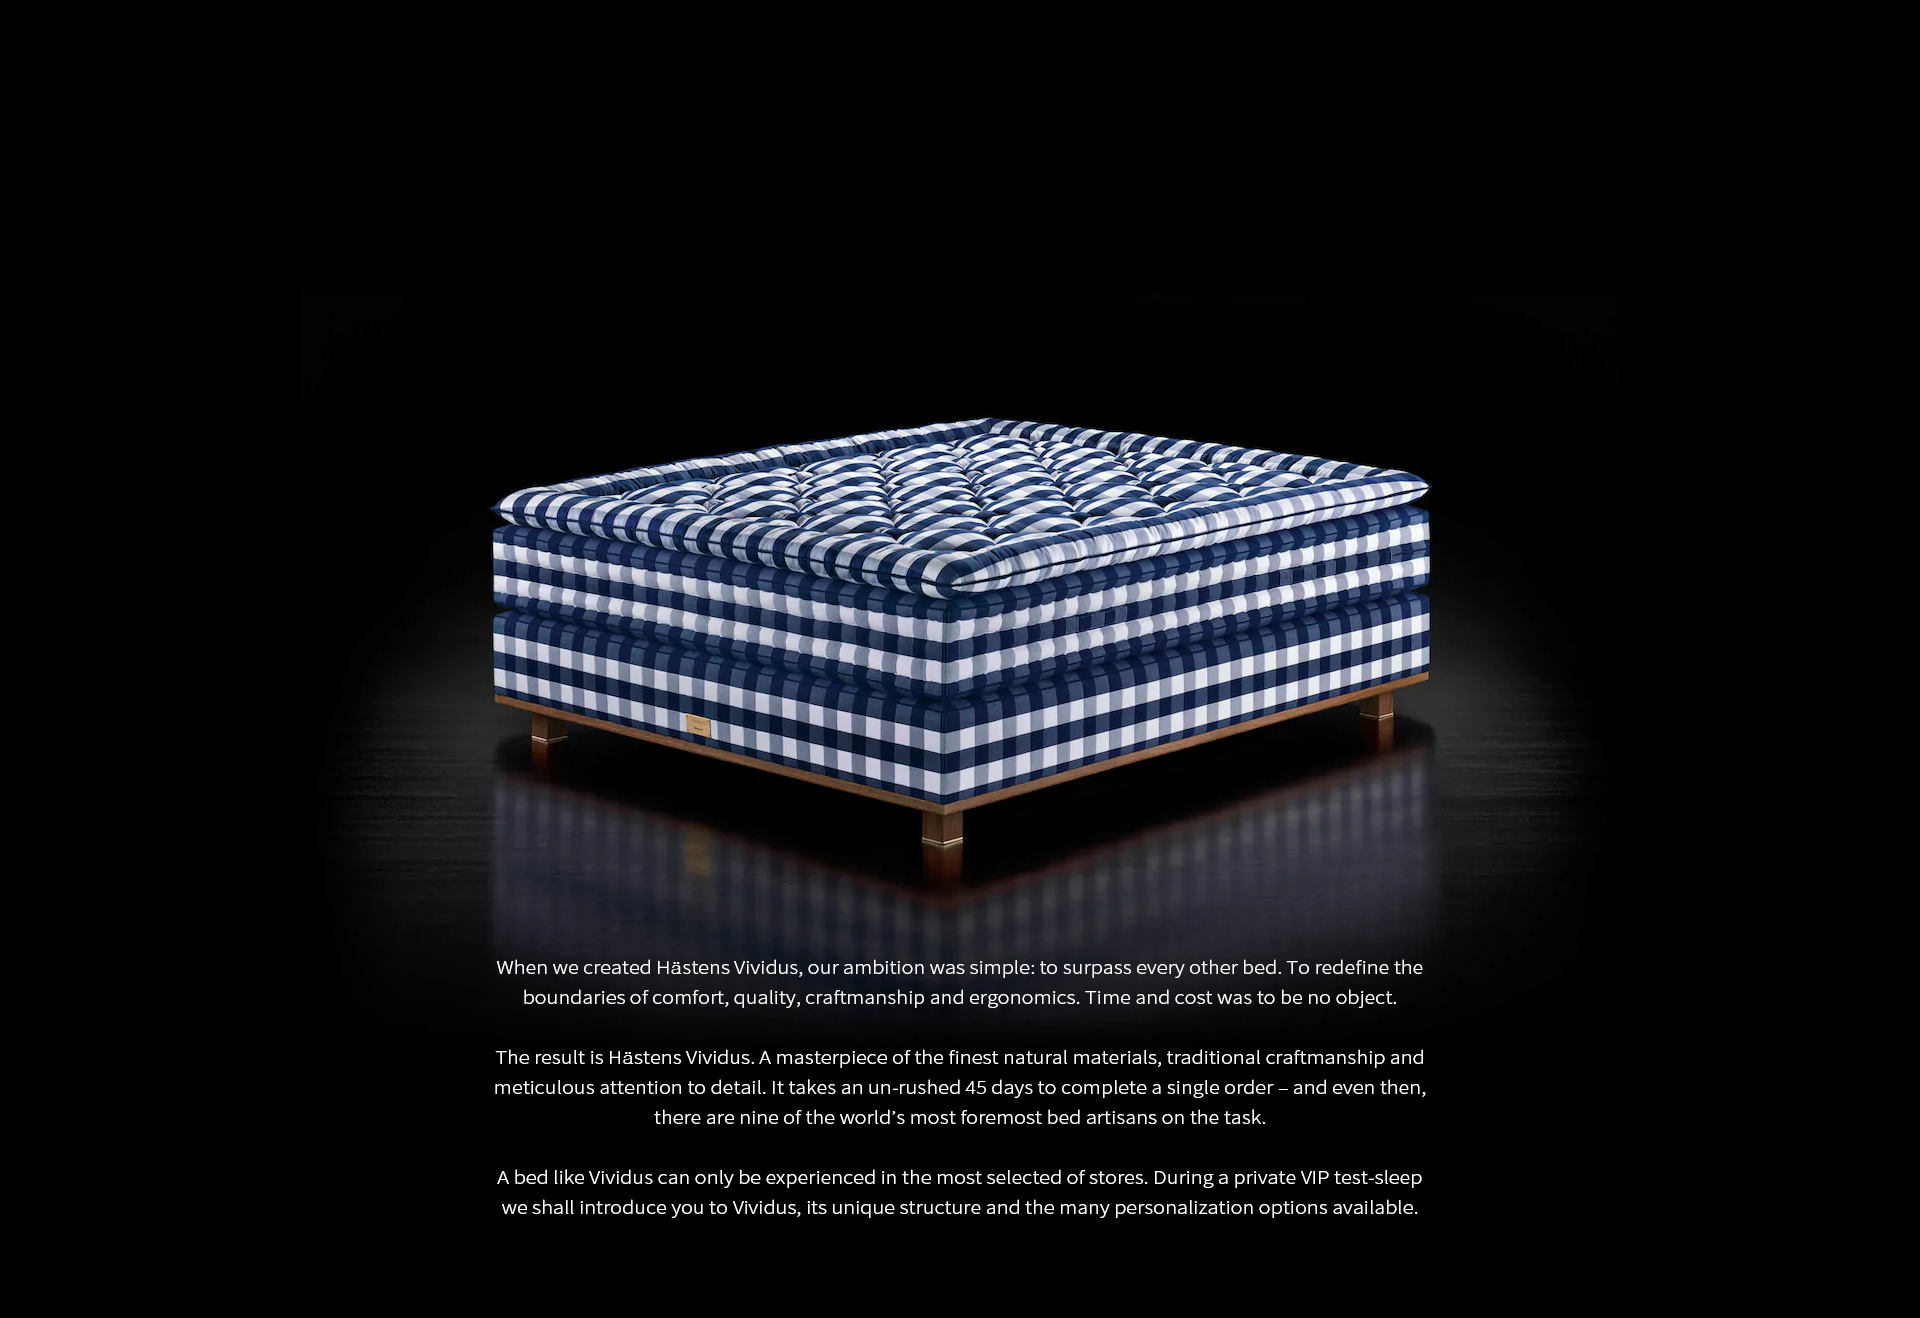 When we created Hästens Vividus, our ambition was simple: to surpass every other bed. To redefine the
boundaries of comfort, quality, craftmanship and ergonomics. Time and cost was to be no object.
The result is Hästens Vividus. A masterpiece of the finest natural materials, traditional craftmanship and
meticulous attention to detail. It takes an un-rushed 45 days to complete a single order – and even then,
there are nine of the world’s most foremost bed artisans on the task.
A bed like Vividus can only be experienced in the most selected of stores. During a private VIP test-sleep
we shall introduce you to Vividus, its unique structure and the many personalization options available.